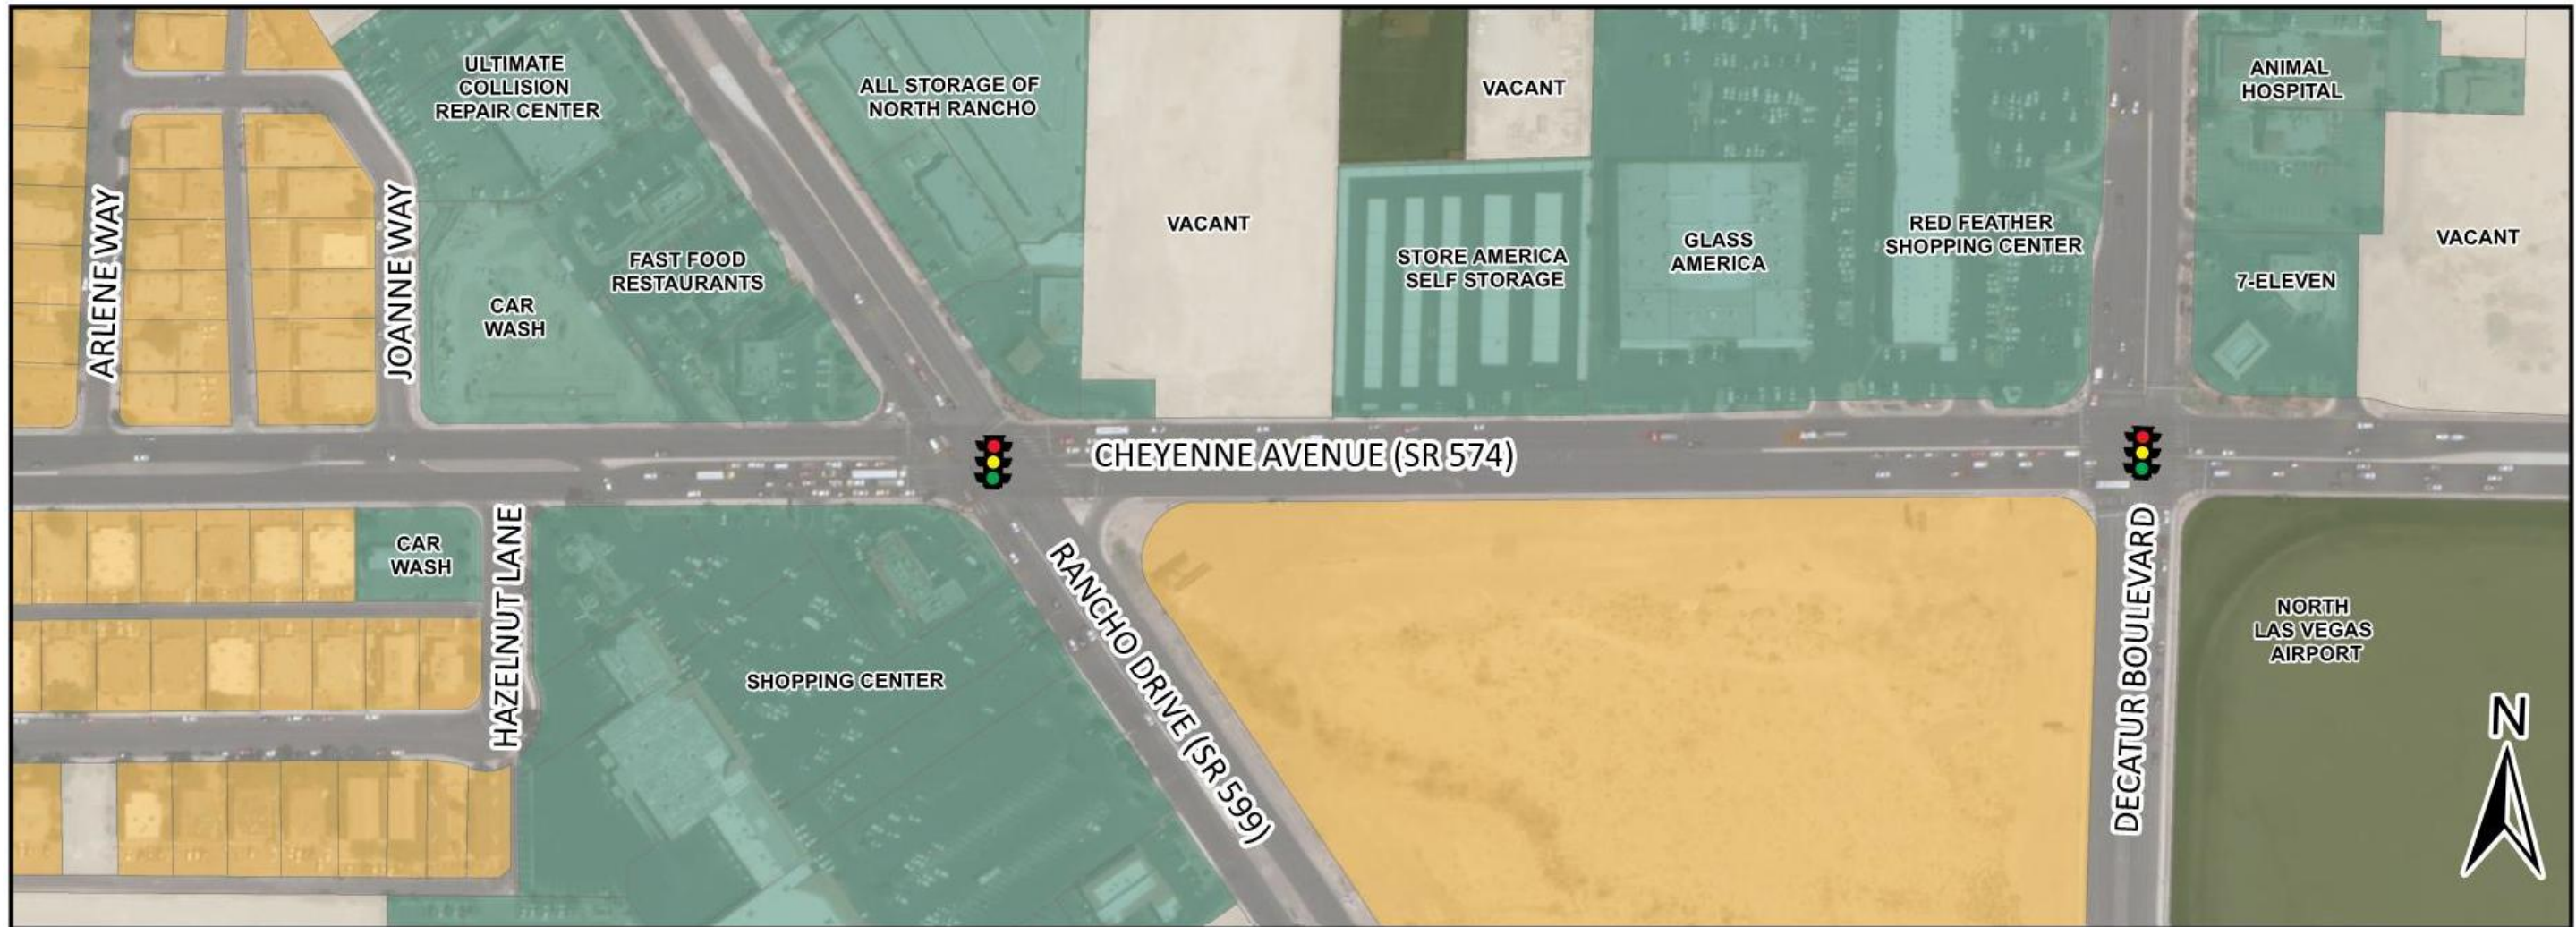 ULTIMATE
COLLISION
REPAIR CENTER
ALL STORAGE OF
NORTH RANCHO
VACANT
ANIMAL
HOSPITAL
ARLENE WAY
JOANNE WAY
CAR
WASH
FAST FOOD
RESTAURANTS
VACANT
STORE AMERICA
SELF STORAGE
GLASS
AMERICA
RED FEATHER
SHOPPING CENTER
7-ELEVEN
VACANT
CHEYENNE AVENUE (SR 574)
CAR
WASH
HAZELNUT LANE
SHOPPING CENTER
RANCHO DRIVE (SR 599)
DECATUR BOULEVARD
NORTH
LAS VEGAS
AIRPORT
N